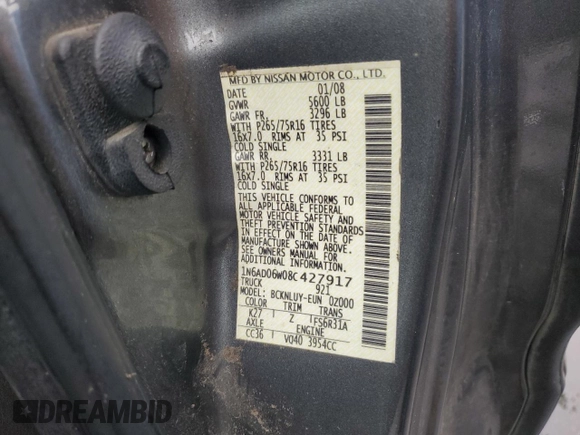 MFD BY NISSAN MOTOR CO., LTD.
DATE 01/08
GVWR 5600 LB
GAWR FR. 3296 LB
WITH P265/75R16 TIRES
16X7.0 RIMS AT 35 PSI
COLD SINGLE
GAWR RR. 3331 LB
WITH P265/75R16 TIRES
16X7.0 RIMS AT 35 PSI
COLD SINGLE
THIS VEHICLE CONFORMS TO
ALL APPLICABLE FEDERAL
MOTOR VEHICLE SAFETY AND
THEFT PREVENTION STANDARDS
IN EFFECT ON THE DATE OF
MANUFACTURE SHOWN ABOVE.
SEE OWNERS MANUAL FOR
ADDITIONAL INFORMATION.
1N6AD06W08C427917
TRUCK 921
MODEL: BCKNLUY-EUN 0Z000
COLOR TRIM TRANS
K27 Z FS6R31A
AXLE ENGINE
CC36 VQ40 3954CC
DREAMBID